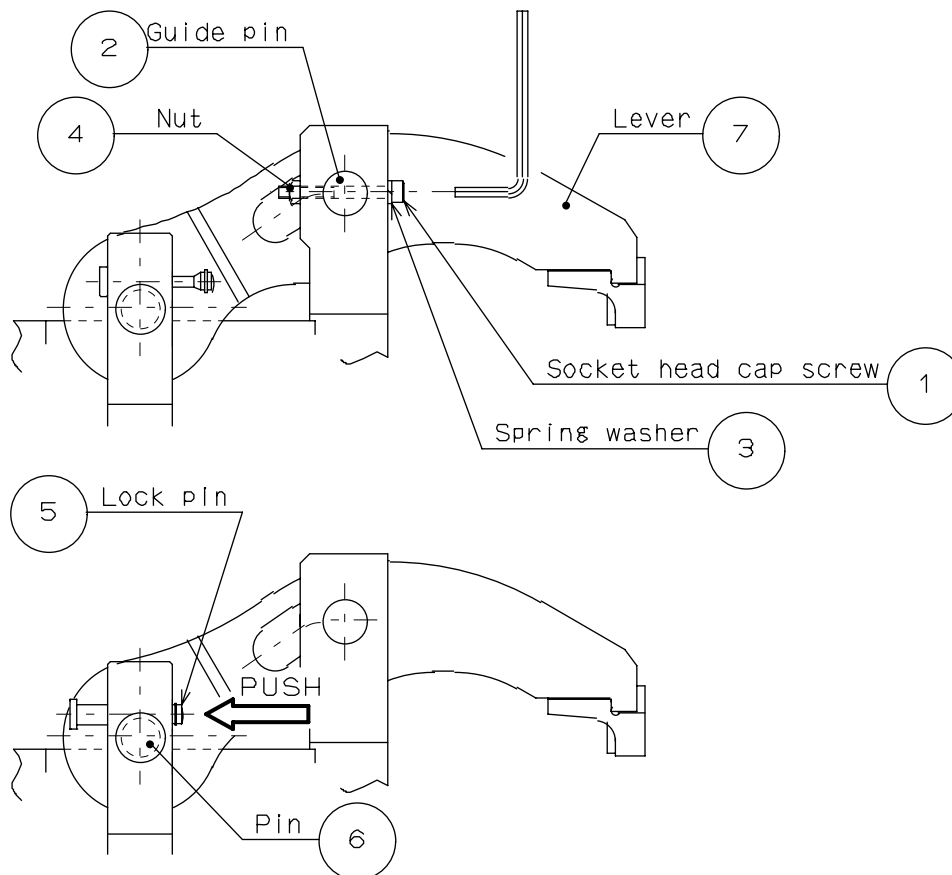 2 Guide pin
4 Nut
Lever 7
Socket head cap screw 1
Spring washer 3
5 Lock pin
PUSH
Pin 6